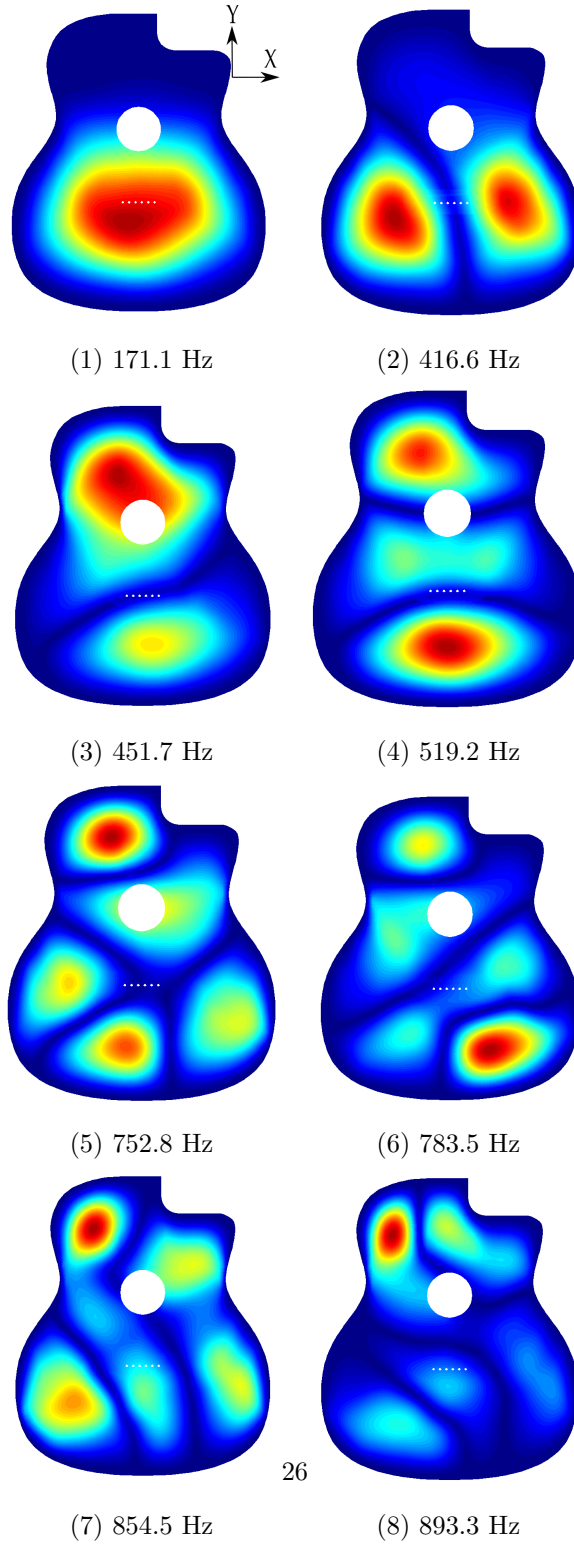 Y
X
(1) 171.1 Hz
(2) 416.6 Hz
(3) 451.7 Hz
(4) 519.2 Hz
(5) 752.8 Hz
(6) 783.5 Hz
26
(7) 854.5 Hz
(8) 893.3 Hz